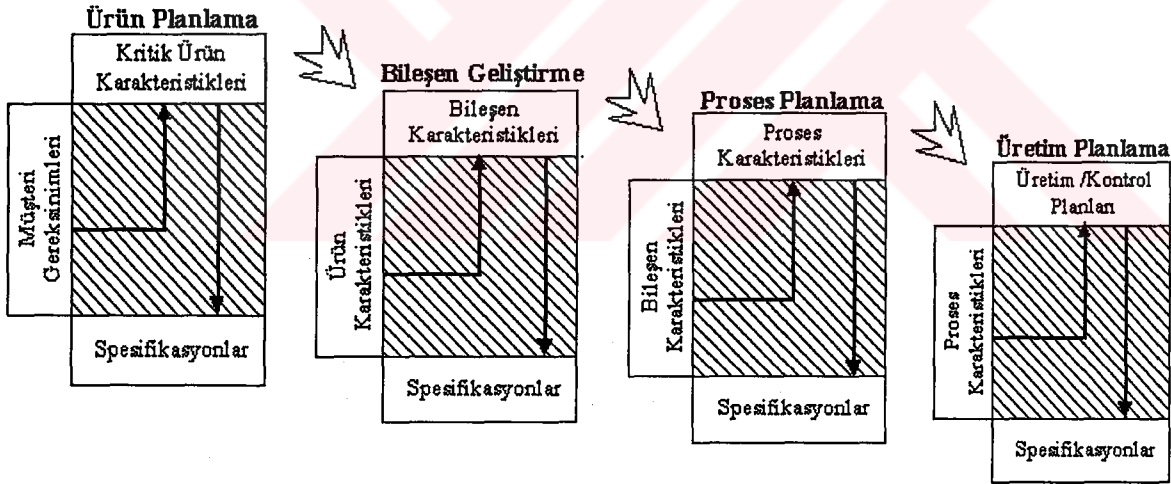 Ürün Planlama
Kritik Ürün
Karakteristikleri
Müşteri
Gereksinimleri
Spesifikasyonlar
Bileşen Geliştirme
Bileşen
Karakteristikleri
Ürün
Karakteristikleri
Spesifikasyonlar
Proses Planlama
Proses
Karakteristikleri
Bileşen
Karakteristikleri
Spesifikasyonlar
Üretim Planlama
Üretim /Kontrol
Planları
Proses
Karakteristikleri
Spesifikasyonlar